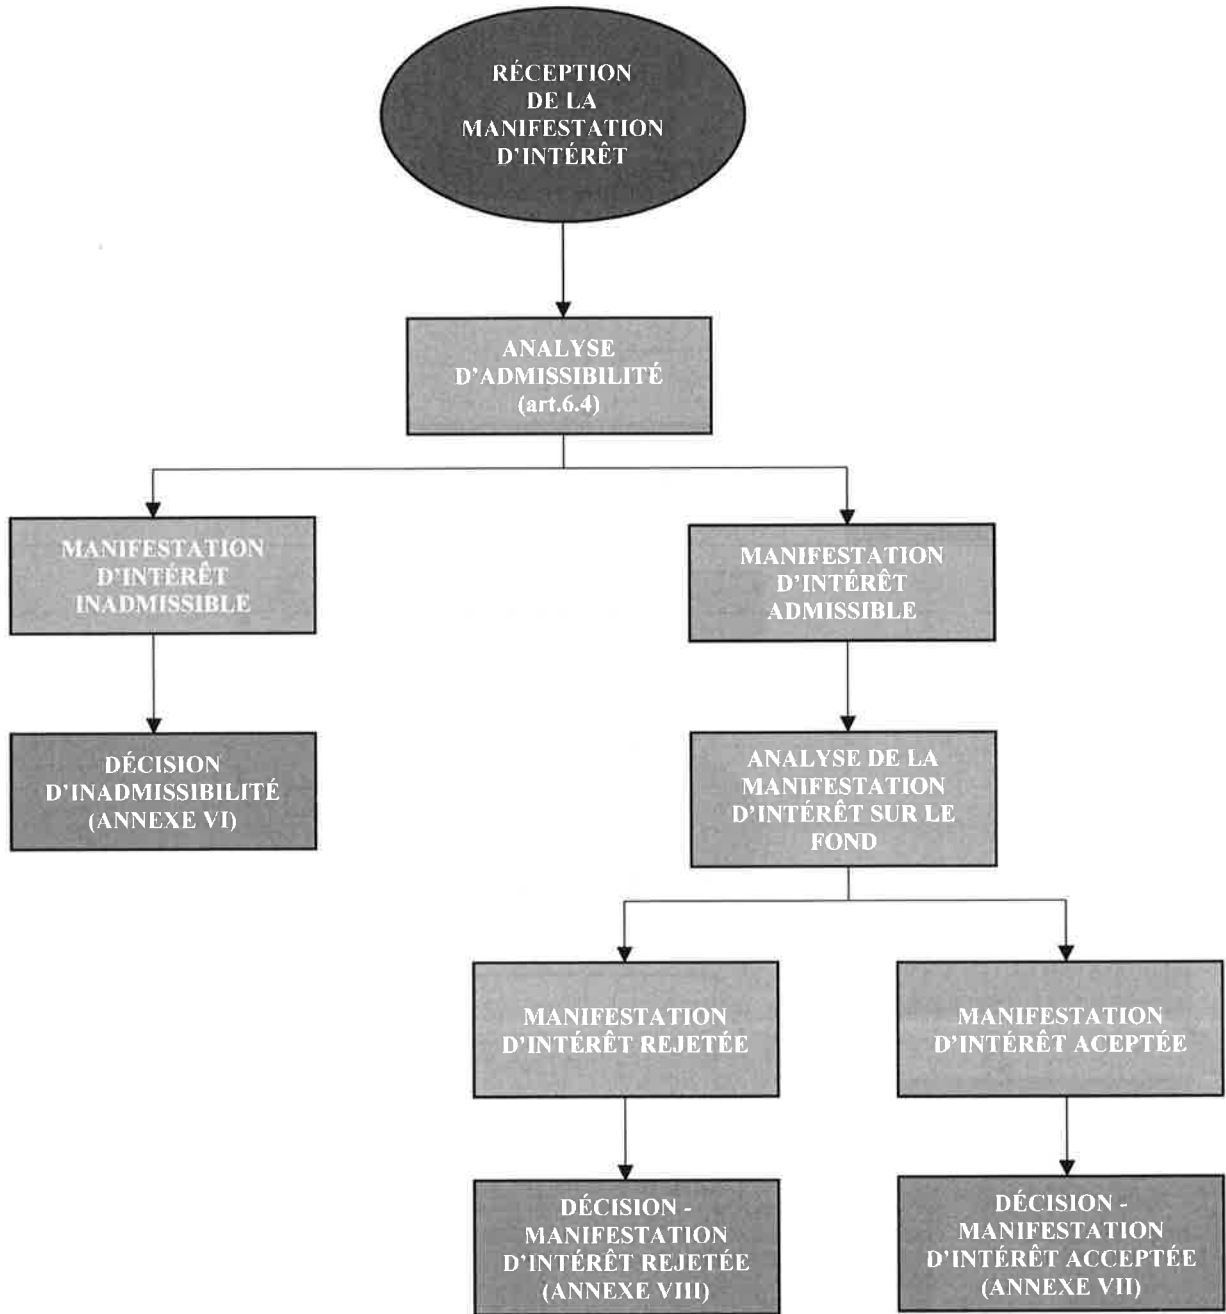 RÉCEPTION
DE LA
MANIFESTATION
D'INTÉRÊT
ANALYSE
D'ADMISSIBILITÉ
(art.6.4)
MANIFESTATION
D'INTÉRÊT
INADMISSIBLE
MANIFESTATION
D'INTÉRÊT
ADMISSIBLE
DÉCISION
D'INADMISSIBILITÉ
(ANNEXE VI)
ANALYSE DE LA
MANIFESTATION
D'INTÉRÊT SUR LE
FOND
MANIFESTATION
D'INTÉRÊT REJETÉE
MANIFESTATION
D'INTÉRÊT ACEPTÉE
DÉCISION -
MANIFESTATION
D'INTÉRÊT REJETÉE
(ANNEXE VIII)
DÉCISION -
MANIFESTATION
D'INTÉRÊT ACCEPTÉE
(ANNEXE VII)